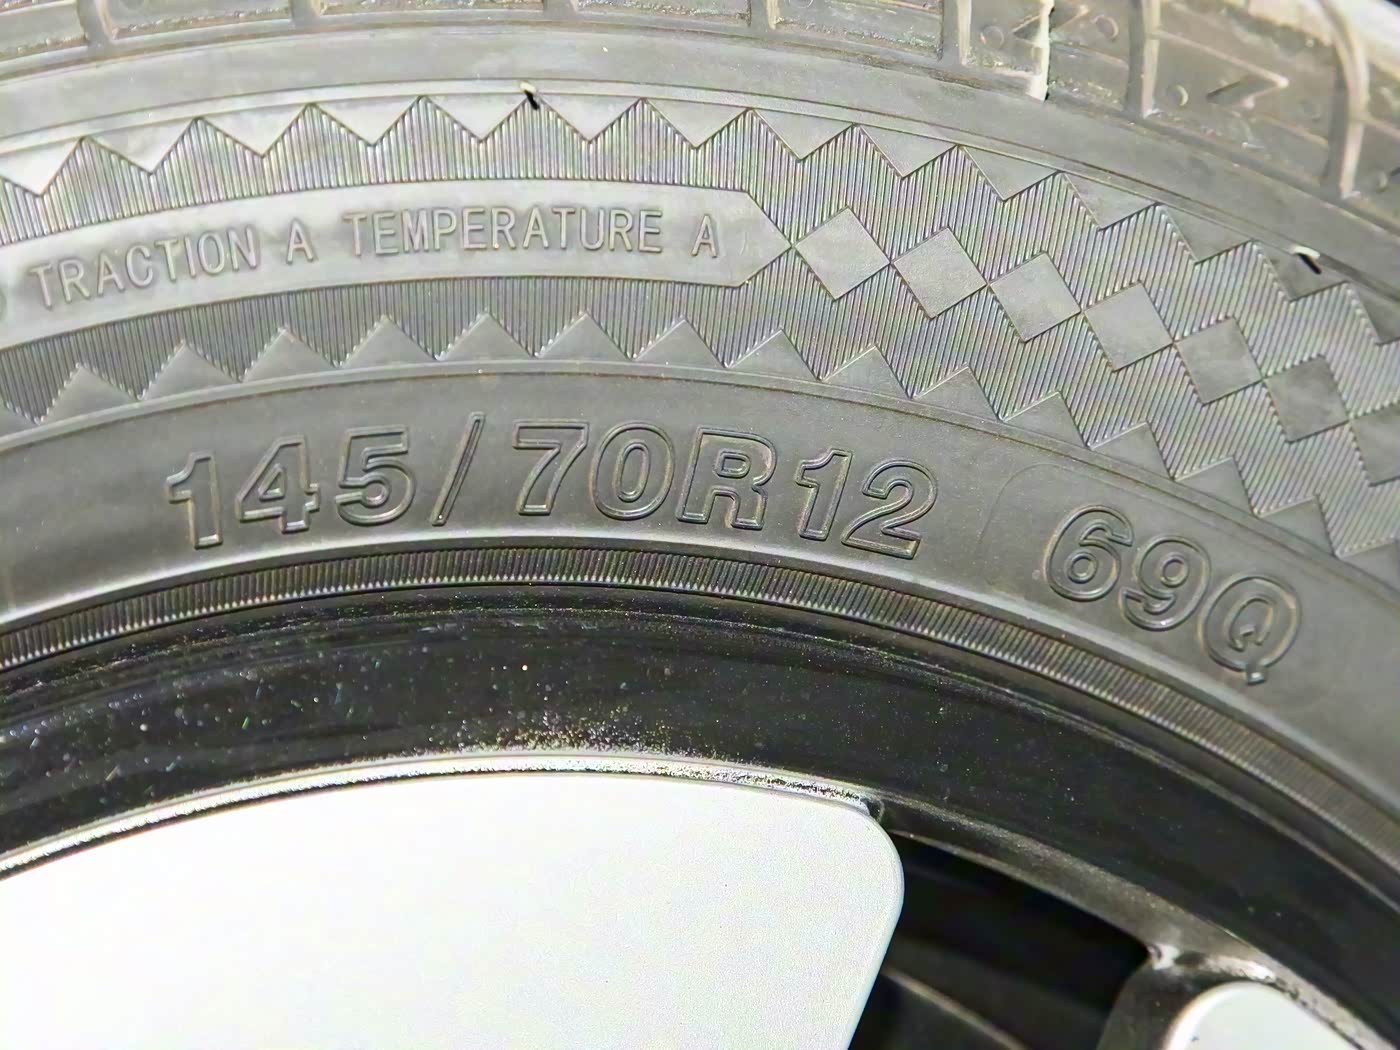 TRACTION A TEMPERATURE A
145/70R12 69Q